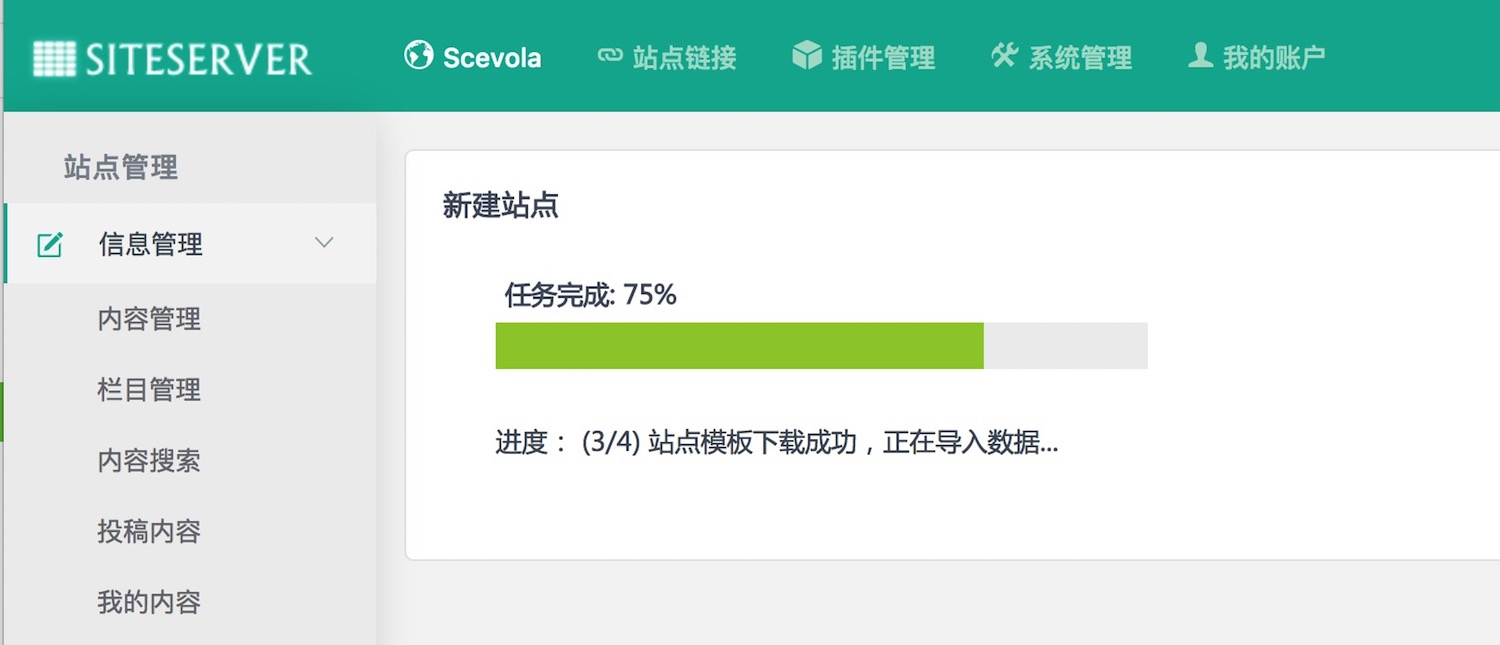 SITESERVER
Scevola
站点链接
插件管理
系统管理
我的账户
站点管理
信息管理
内容管理
栏目管理
内容搜索
投稿内容
我的内容
新建站点
任务完成: 75%
进度： (3/4) 站点模板下载成功，正在导入数据...